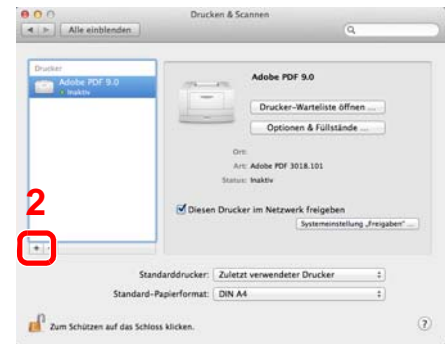 Drucken & Scannen
Alle einblenden
Drucker
Adobe PDF 9.0
Inaktiv
Adobe PDF 9.0
Drucker-Warteliste öffnen ...
Optionen & Füllstände ...
Ort:
Art: Adobe PDF 3018.101
Status: Inaktiv
2
Diesen Drucker im Netzwerk freigeben
Systemeinstellung „Freigaben“ ...
+ -
Standarddrucker: Zuletzt verwendeter Drucker
Standard-Papierformat: DIN A4
Zum Schützen auf das Schloss klicken.
?